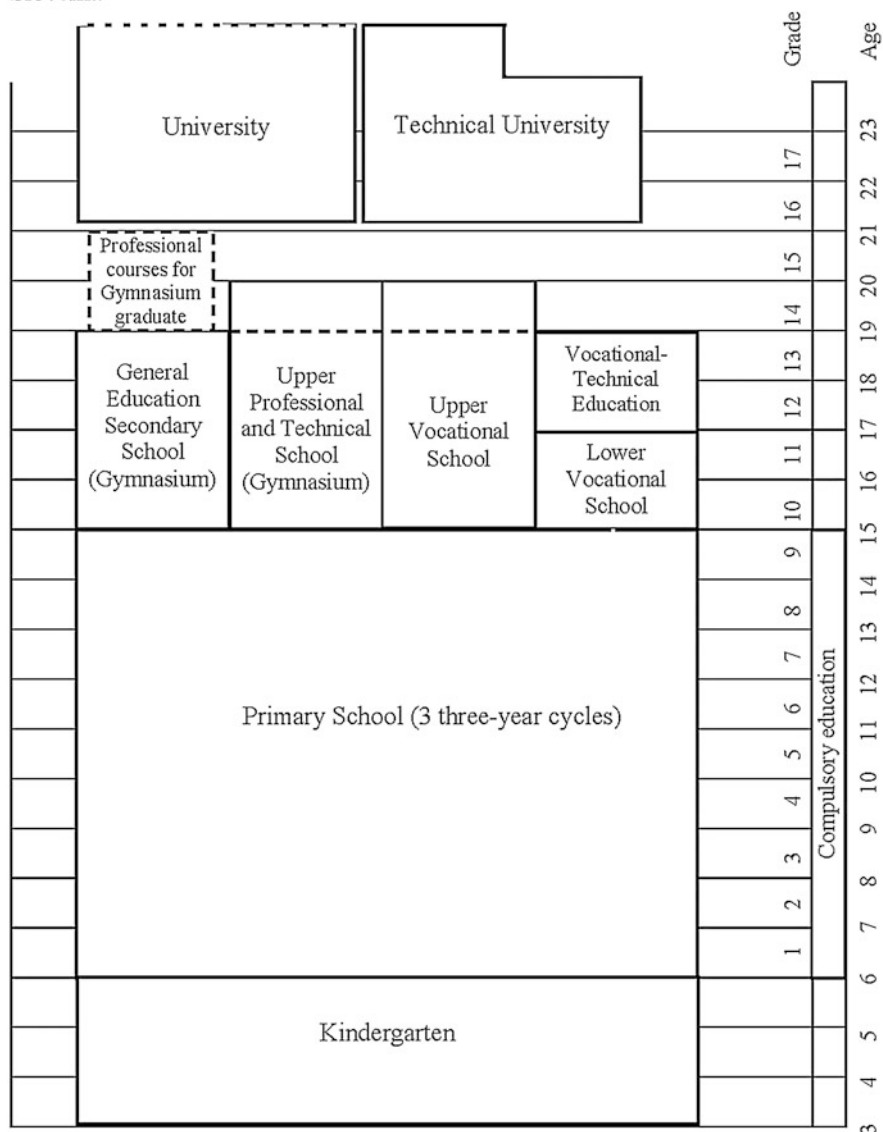 Grade
Age
University
Technical University
23
17
22
16
21
Professional
courses for
Gymnasium
graduate
15
20
14
19
General
Education
Secondary
School
(Gymnasium)
Upper
Professional
and Technical
School
(Gymnasium)
Upper
Vocational
School
Vocational-
Technical
Education
13
18
12
17
Lower
Vocational
School
11
16
10
15
9
14
8
13
7
12
Primary School (3 three-year cycles)
6
11
5
10
4
9
3
8
2
7
1
6
Compulsory education
Kindergarten
5
4
3